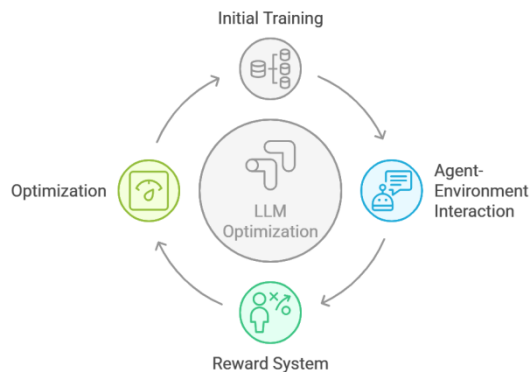 Initial Training
Agent-
Environment
Interaction
Reward System
Optimization
LLM
Optimization